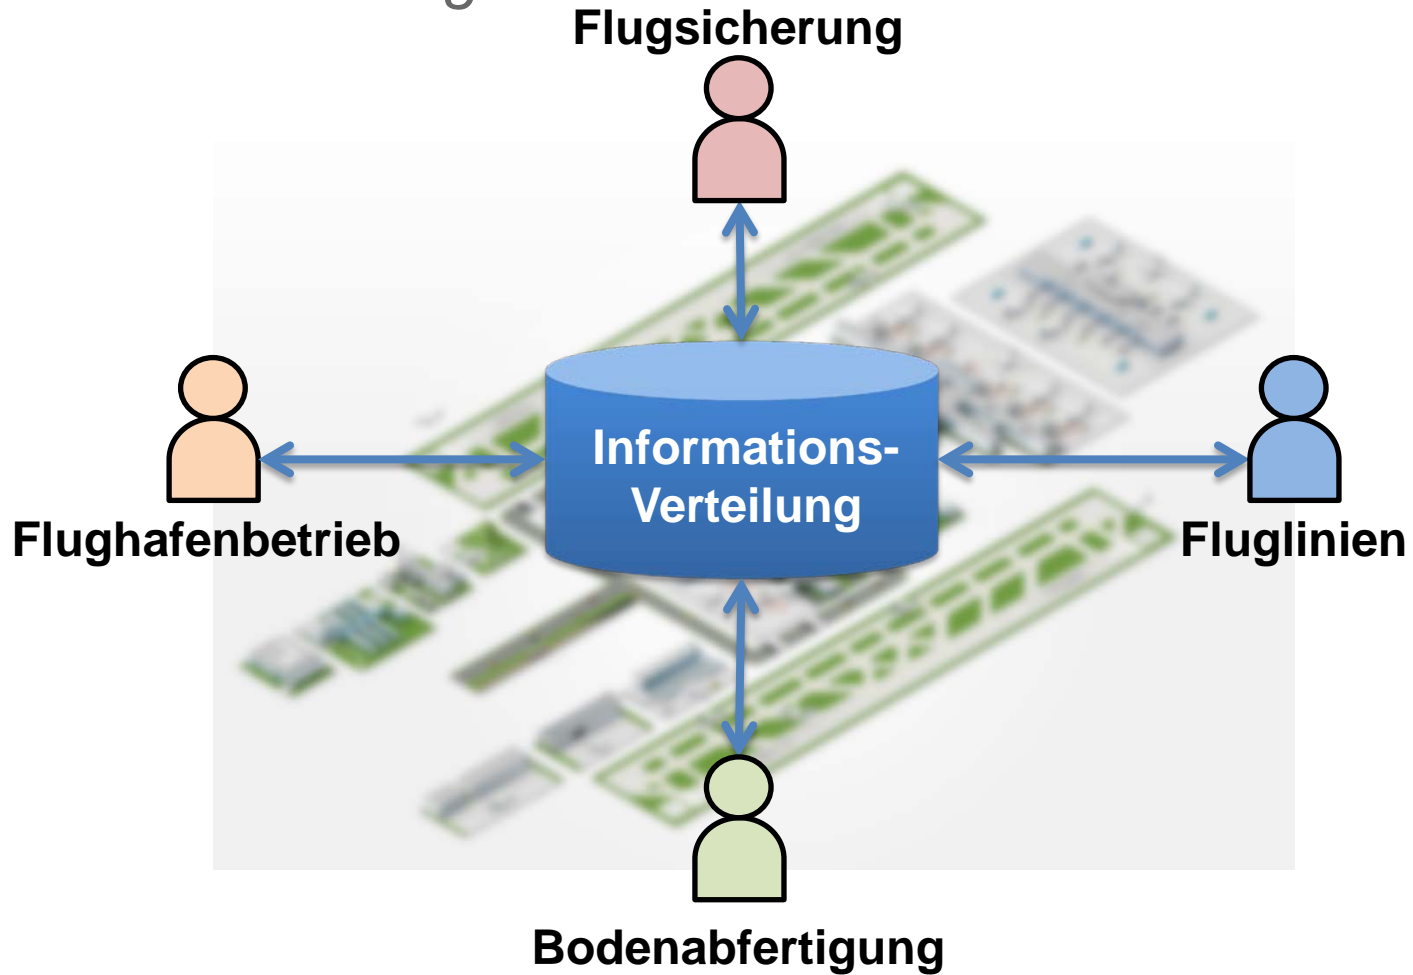 Flugsicherung
Informations-
Verteilung
Flughafenbetrieb
Fluglinien
Bodenabfertigung